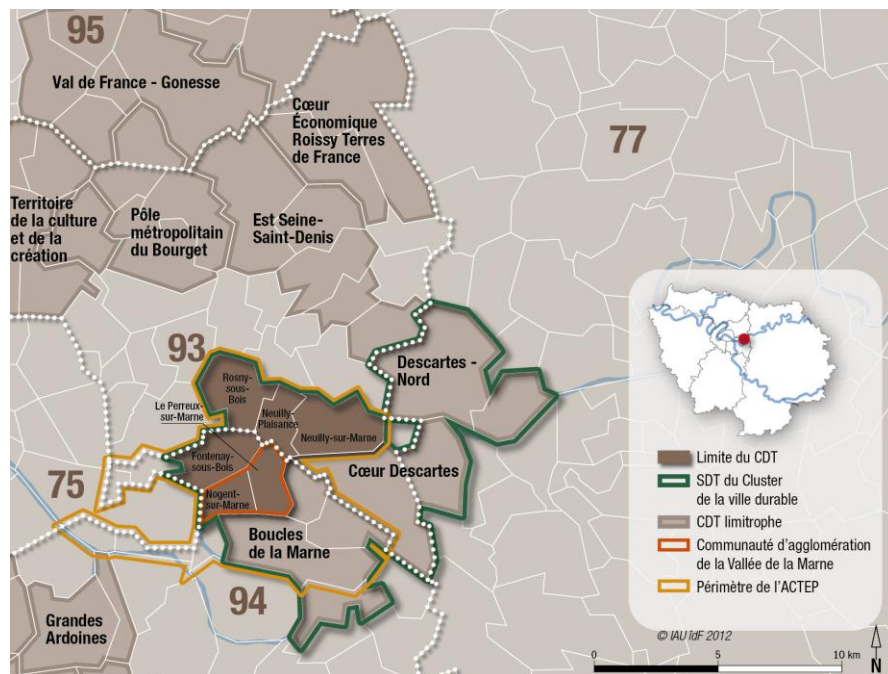 95
Val de France - Gonesse
Cœur
Économique
Roissy Terres
de France
77
Territoire
de la culture
et de la
création
Pôle
métropolitain
du Bourget
Est Seine-
Saint-Denis
93
Descartes -
Nord
Rosny-
sous-
Bois
Le Perreux-
sur-Marne
Neuilly-
Plaisance
Neuilly-sur-Marne
Fontenay-
sous-Bois
Cœur Descartes
75
Nogent-
sur-Marne
Boucles
de la Marne
94
Grandes
Ardoines
Limite du CDT
SDT du Cluster
de la ville durable
CDT limitrophe
Communauté d'agglomération
de la Vallée de la Marne
Périmètre de l'ACTEP
© IAU îdF 2012
0 5 10 km
N